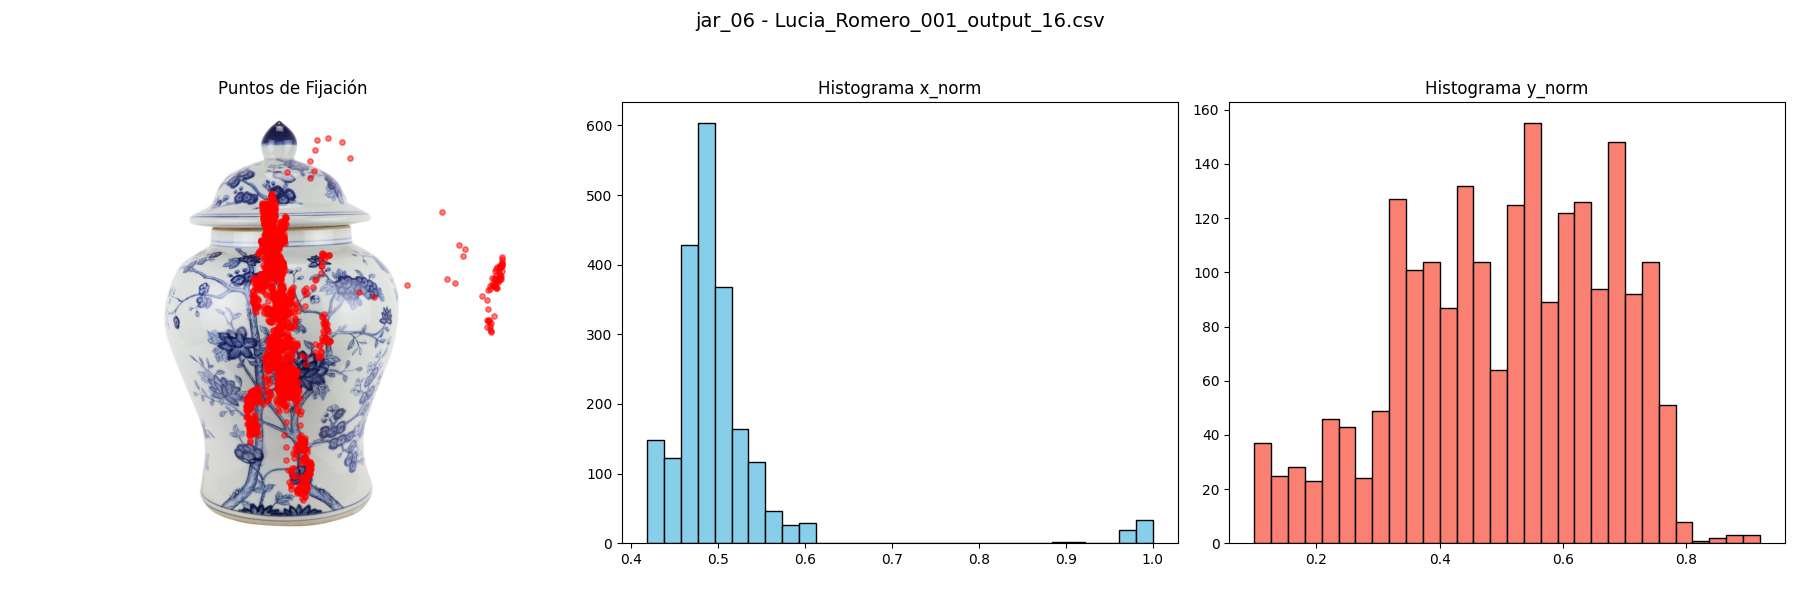 jar_06 - Lucia_Romero_001_output_16.csv
Puntos de Fijación
Histograma x_norm
600
500
400
300
200
100
0
0.4 0.5 0.6 0.7 0.8 0.9 1.0
Histograma y_norm
160
140
120
100
80
60
40
20
0
0.2 0.4 0.6 0.8